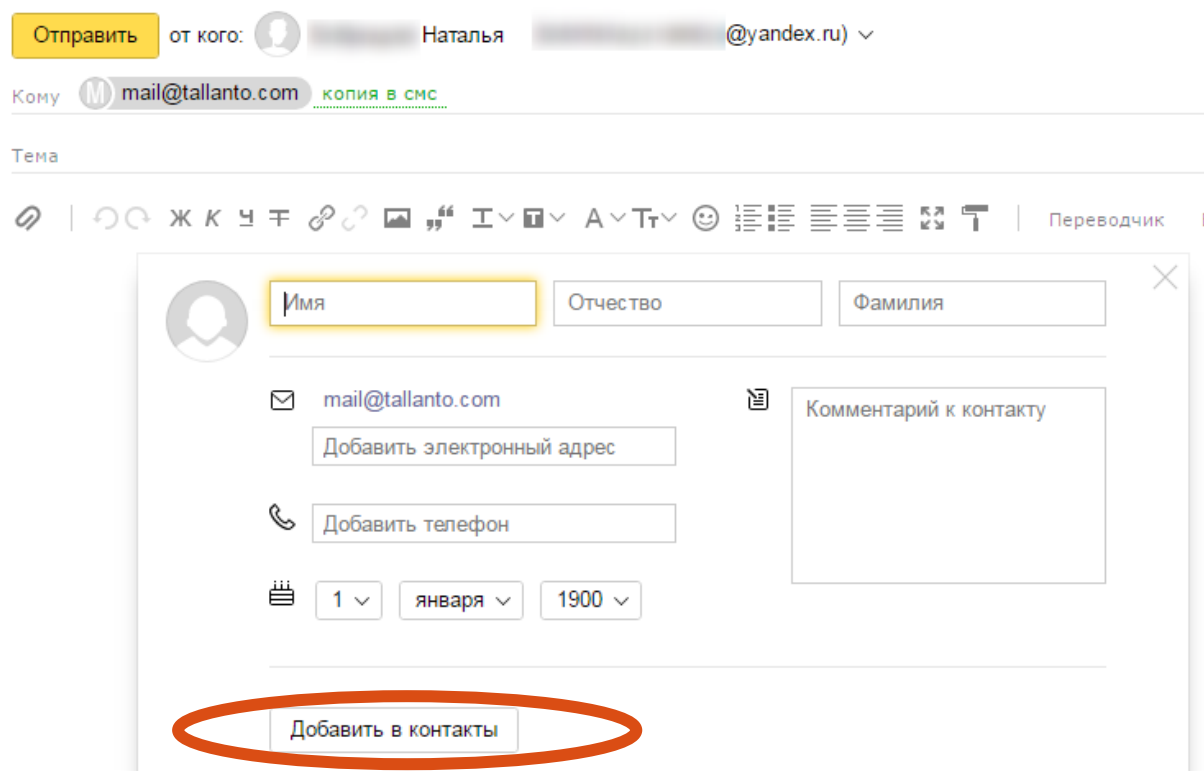 Отправить от кого: Наталья @yandex.ru)
Кому M mail@tallanto.com копия в смс
Тема
Ж К Ч Т Т Т А Тт Переводчик
Имя Отчество Фамилия
mail@tallanto.com Комментарий к контакту
Добавить электронный адрес
Добавить телефон
1 января 1900
Добавить в контакты